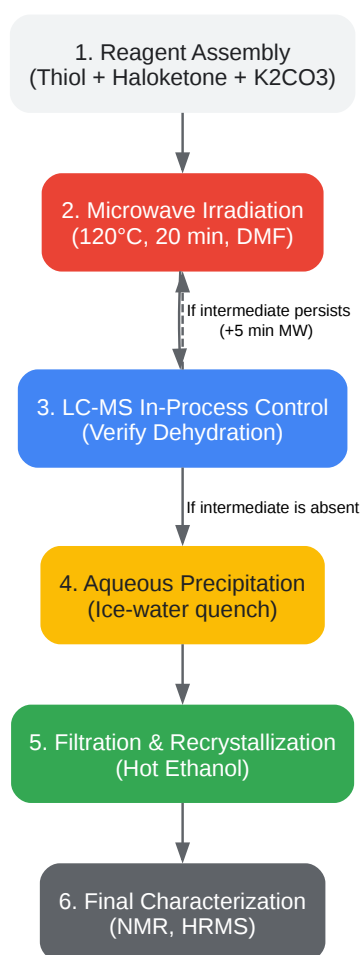 1. Reagent Assembly
(Thiol + Haloketone + K2CO3)
2. Microwave Irradiation
(120°C, 20 min, DMF)
If intermediate persists
(+5 min MW)
3. LC-MS In-Process Control
(Verify Dehydration)
If intermediate is absent
4. Aqueous Precipitation
(Ice-water quench)
5. Filtration & Recrystallization
(Hot Ethanol)
6. Final Characterization
(NMR, HRMS)